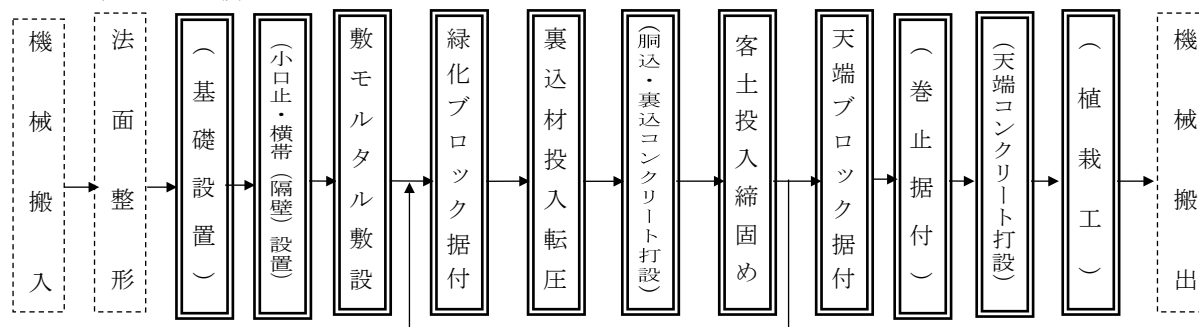 機械搬入
法面整形
（基礎設置）
（小口止・横帯（隔壁）設置）
敷モルタル敷設
緑化ブロック据付
裏込材投入転圧
（胴込・裏込コンクリート打設）
客土投入締固め
天端ブロック据付
（巻止据付）
（天端コンクリート打設）
（植栽工）
機械搬出